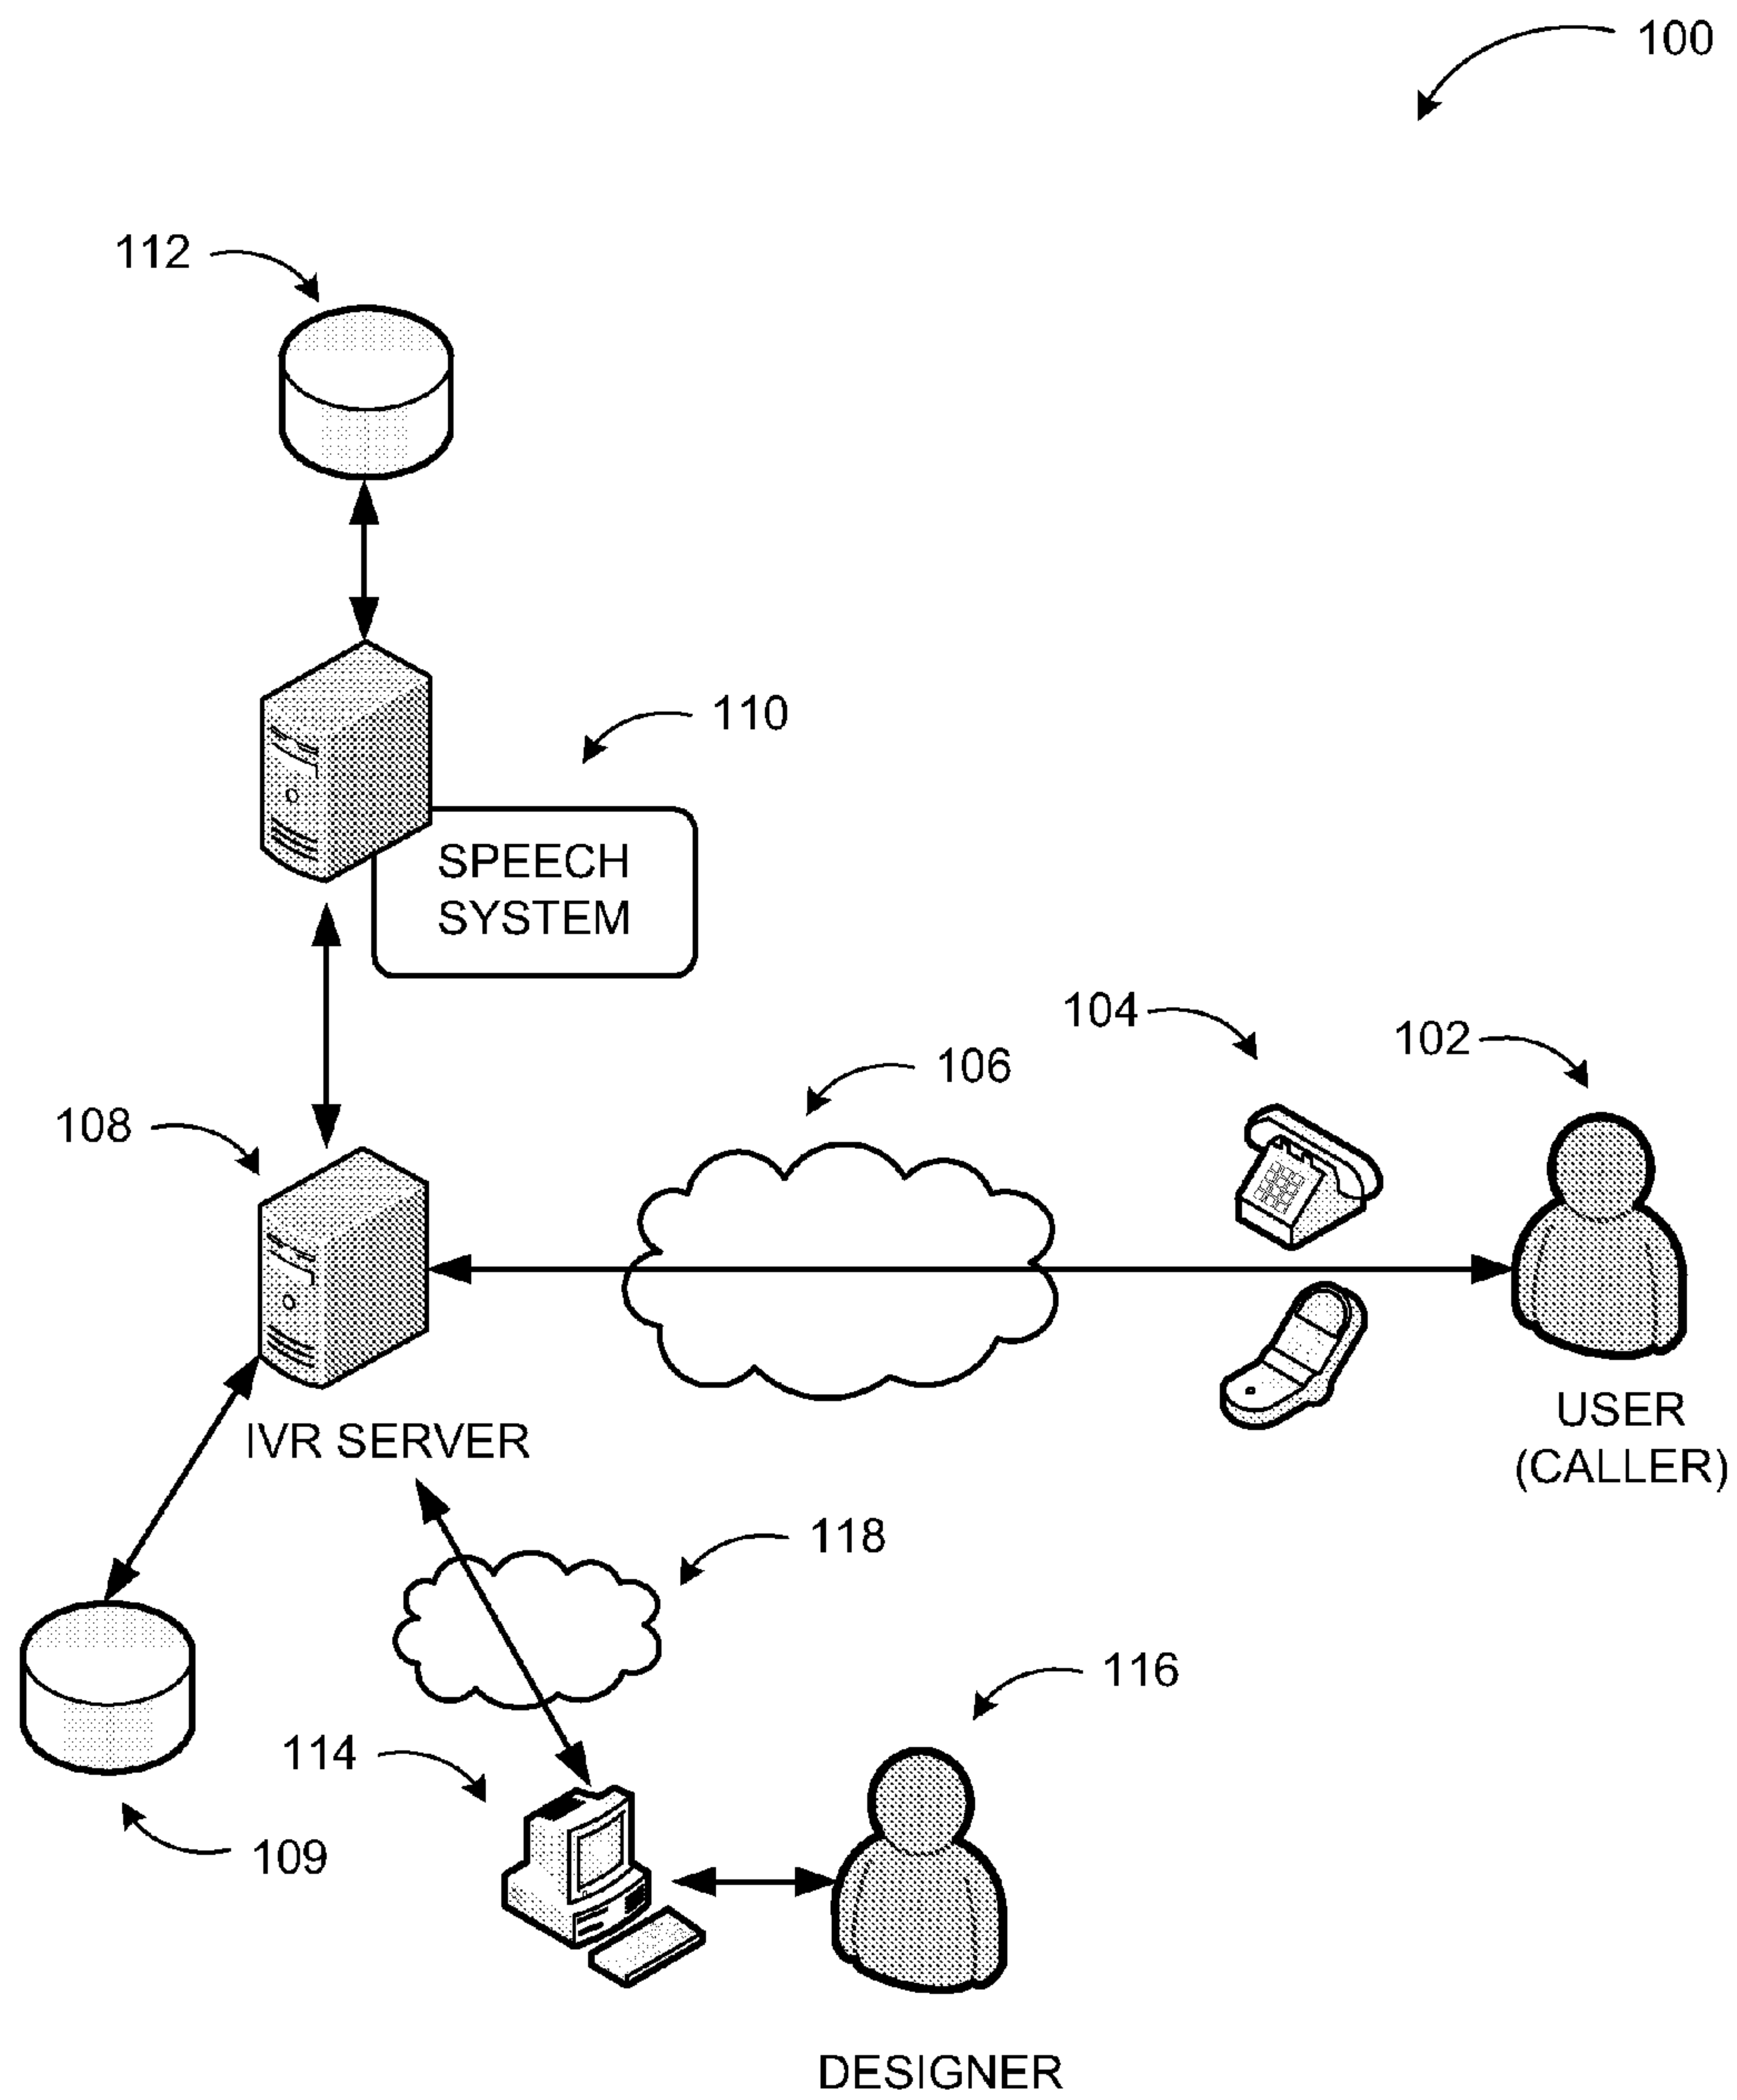 100
112
110
SPEECH
SYSTEM
104
102
106
108
USER
(CALLER)
IVR SERVER
118
116
114
109
DESIGNER